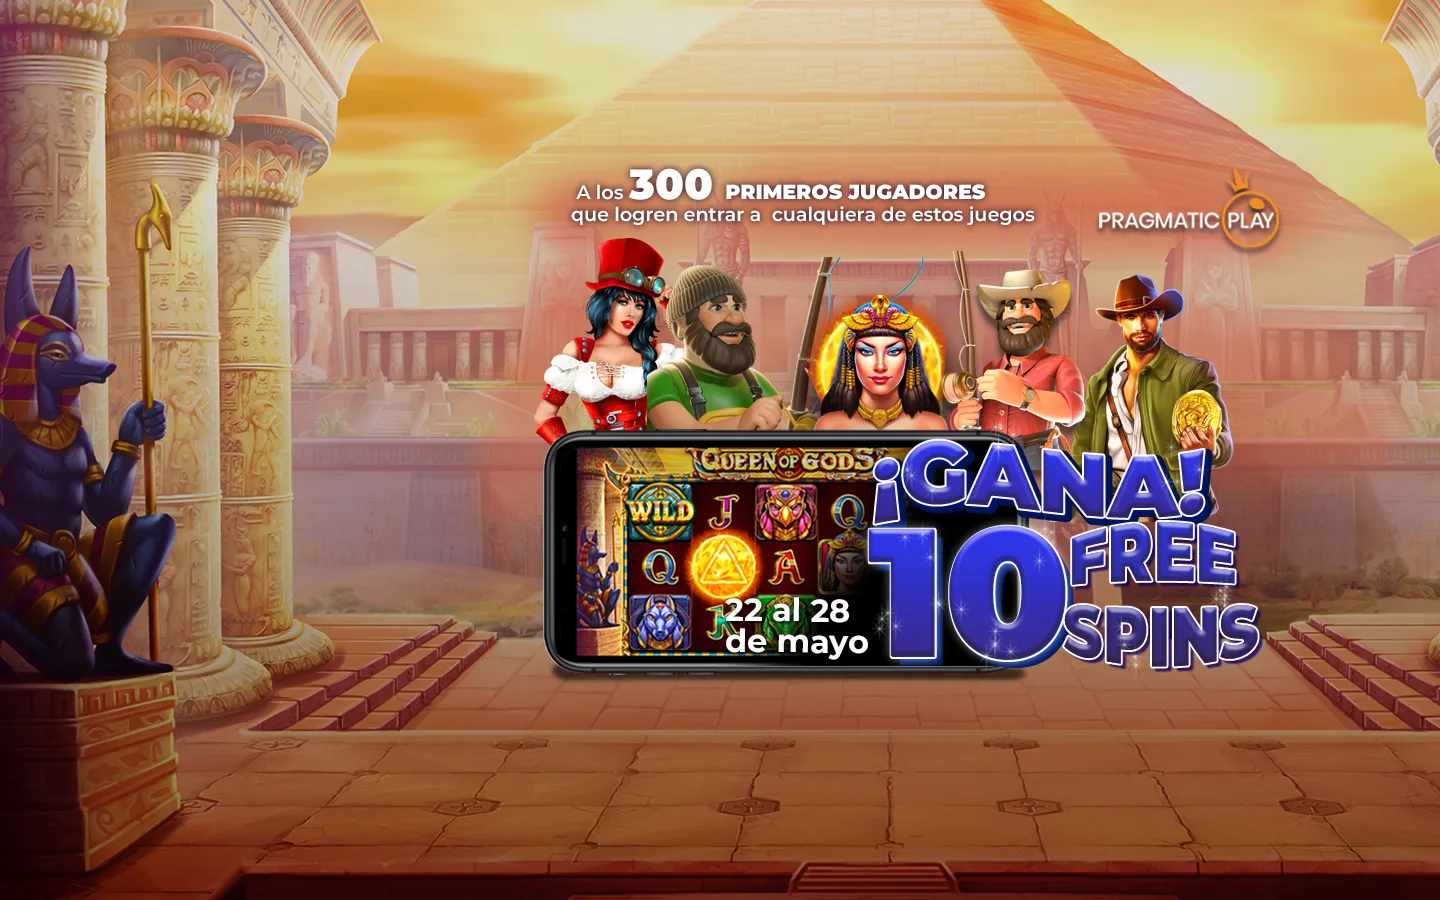 A los 300 PRIMEROS JUGADORES
que logren entrar a cualquiera de estos juegos
PRAGMATIC PLAY
QUEEN OF GODS
WILD J Q
Q A
K
¡GANA!
10 FREE
SPINS
22 al 28
de mayo